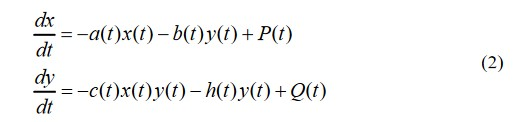 dx/dt = -a(t)x(t) - b(t)y(t) + P(t)
dy/dt = -c(t)x(t)y(t) - h(t)y(t) + Q(t)
(2)